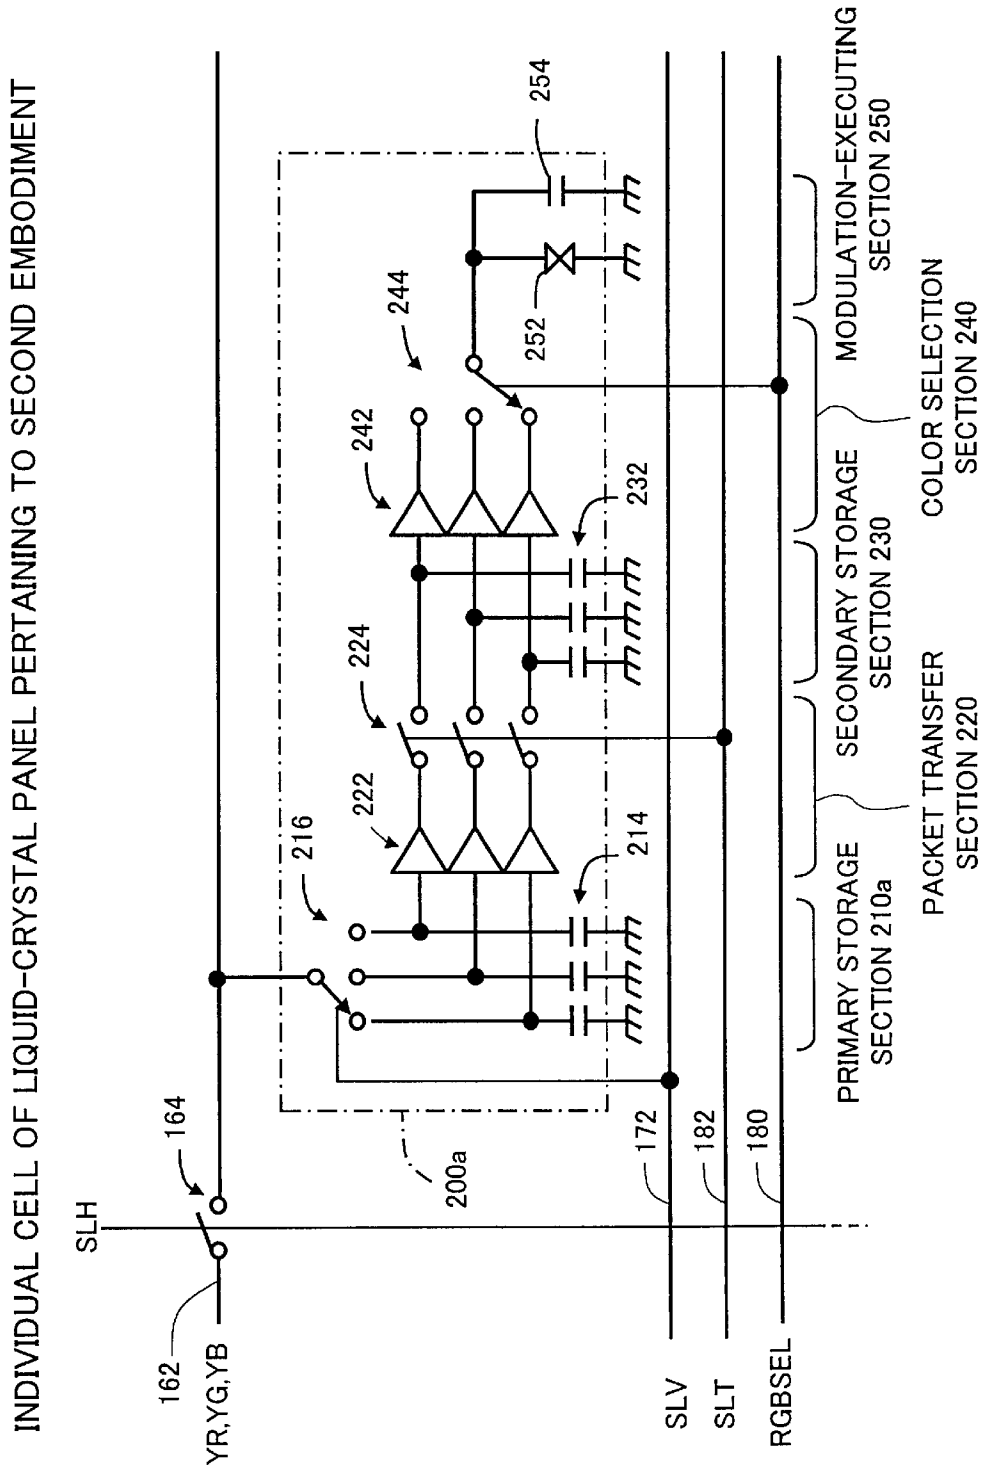 INDIVIDUAL CELL OF LIQUID-CRYSTAL PANEL PERTAINING TO SECOND EMBODIMENT
SLH
164
162
YR,YG,YB
200a
216
222
224
242
244
252
254
214
232
172
182
180
SLV
SLT
RGBSEL
PRIMARY STORAGE
SECTION 210a
PACKET TRANSFER
SECTION 220
SECONDARY STORAGE
SECTION 230
COLOR SELECTION
SECTION 240
MODULATION-EXECUTING
SECTION 250